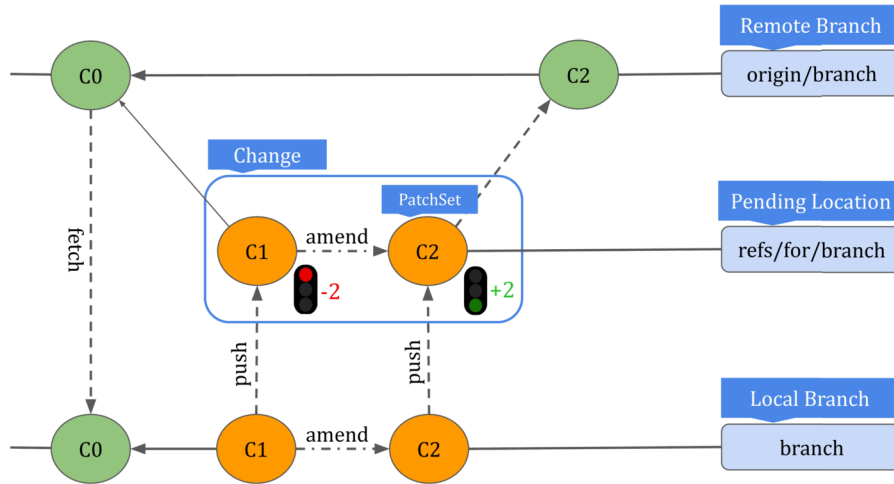 Remote Branch
C0
C2
origin/branch
Change
PatchSet
Pending Location
fetch
C1
amend
C2
refs/for/branch
-2
+2
push
push
Local Branch
C0
C1
amend
C2
branch